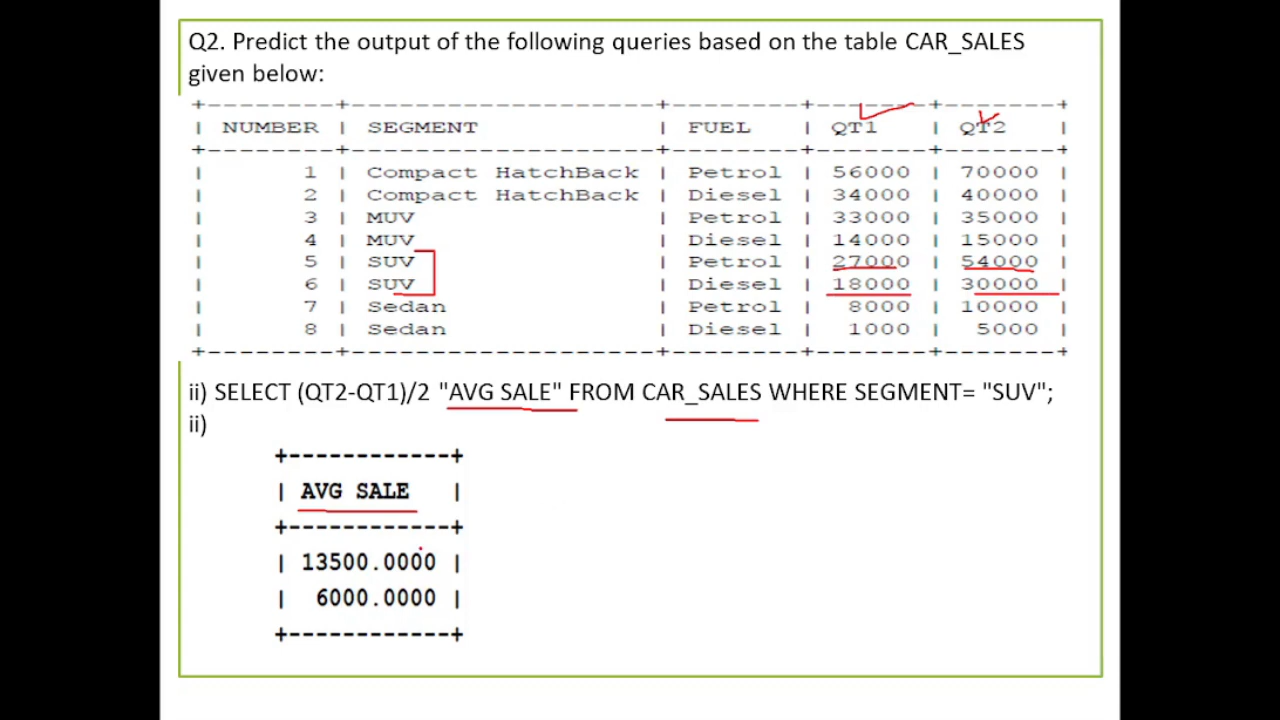 Q2. Predict the output of the following queries based on the table CAR_SALES
given below:
+--------+--------------------+--------+-------+-------+
| NUMBER | SEGMENT | FUEL | QT1 | QT2 |
+--------+--------------------+--------+-------+-------+
| 1 | Compact HatchBack | Petrol | 56000 | 70000 |
| 2 | Compact HatchBack | Diesel | 34000 | 40000 |
| 3 | MUV | Petrol | 33000 | 35000 |
| 4 | MUV | Diesel | 14000 | 15000 |
| 5 | SUV | Petrol | 27000 | 54000 |
| 6 | SUV | Diesel | 18000 | 30000 |
| 7 | Sedan | Petrol | 8000 | 10000 |
| 8 | Sedan | Diesel | 1000 | 5000 |
+--------+--------------------+--------+-------+-------+
ii) SELECT (QT2-QT1)/2 "AVG SALE" FROM CAR_SALES WHERE SEGMENT= "SUV";
ii)
+------------+
| AVG SALE |
+------------+
| 13500.0000 |
| 6000.0000 |
+------------+